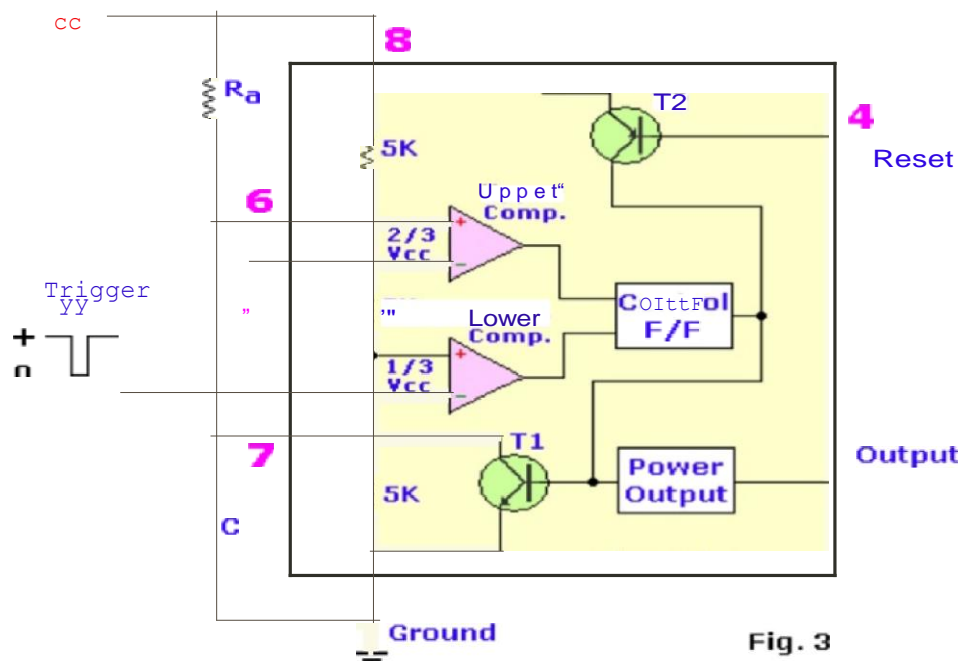 cc
8
Ra
T2
4
5K
Reset
6
Uppet“
Comp.
+
2/3
Vcc
−
Trigger
yy
”
’"
Lower
COIttFol
F/F
Comp.
+
+
1/3
Vcc
−
n
7
T1
Output
Power
Output
5K
C
Ground
Fig. 3